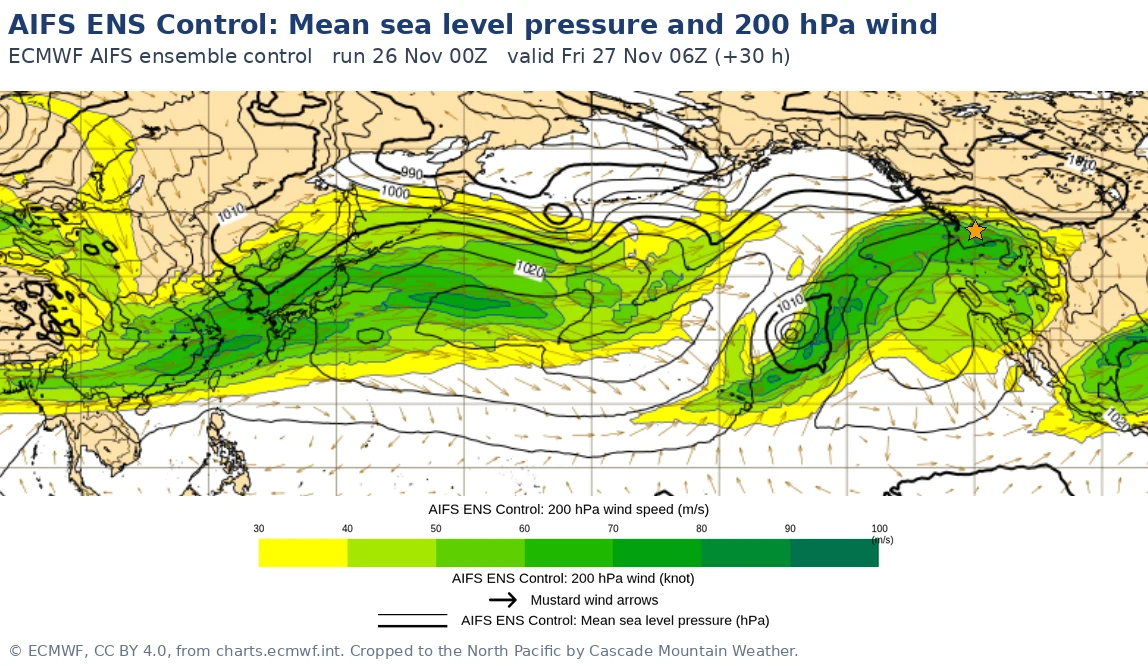 AIFS ENS Control: Mean sea level pressure and 200 hPa wind
ECMWF AIFS ensemble control run 26 Nov 00Z valid Fri 27 Nov 06Z (+30 h)
990
1000
1010
1010
1020
1010
1020
AIFS ENS Control: 200 hPa wind speed (m/s)
30 40 50 60 70 80 90 100
(m/s)
AIFS ENS Control: 200 hPa wind (knot)
Mustard wind arrows
AIFS ENS Control: Mean sea level pressure (hPa)
© ECMWF, CC BY 4.0, from charts.ecmwf.int. Cropped to the North Pacific by Cascade Mountain Weather.